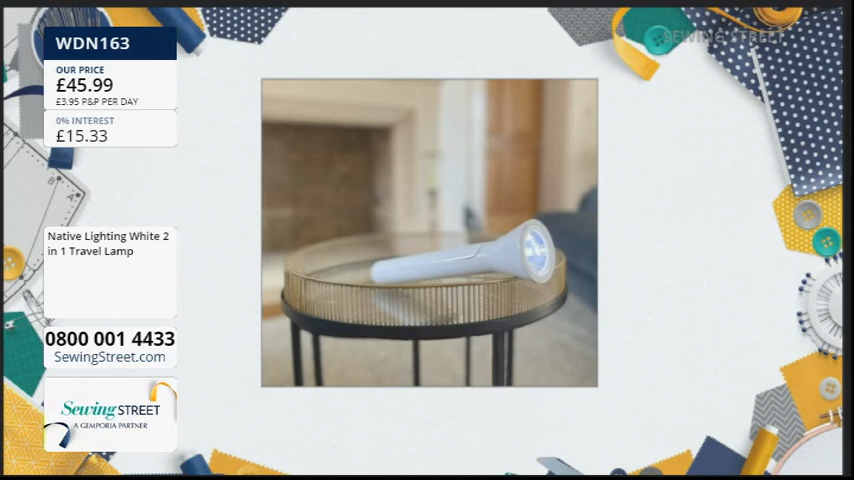 SEWING STREET
WDN163
OUR PRICE
£45.99
£3.95 P&P PER DAY
0% INTEREST
£15.33
Native Lighting White 2
in 1 Travel Lamp
0800 001 4433
SewingStreet.com
Sewing STREET
A GEMPORIA PARTNER